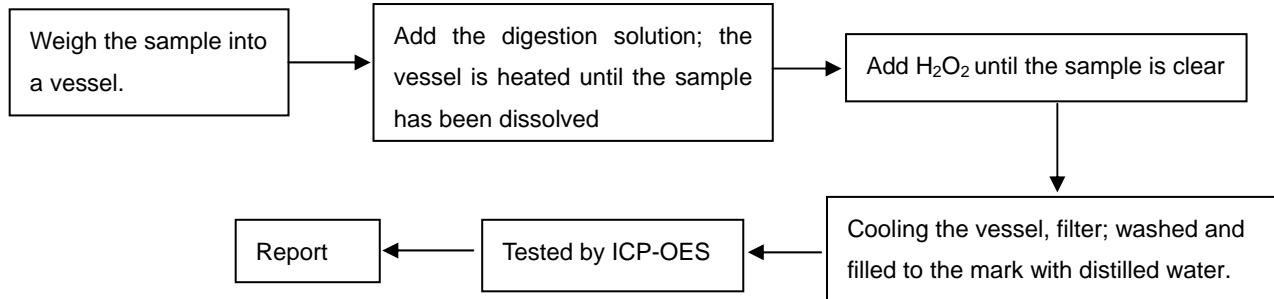 Weigh the sample into
a vessel.
Add the digestion solution; the
vessel is heated until the sample
has been dissolved
Add H₂O₂ until the sample is clear
Cooling the vessel, filter; washed and
filled to the mark with distilled water.
Tested by ICP-OES
Report